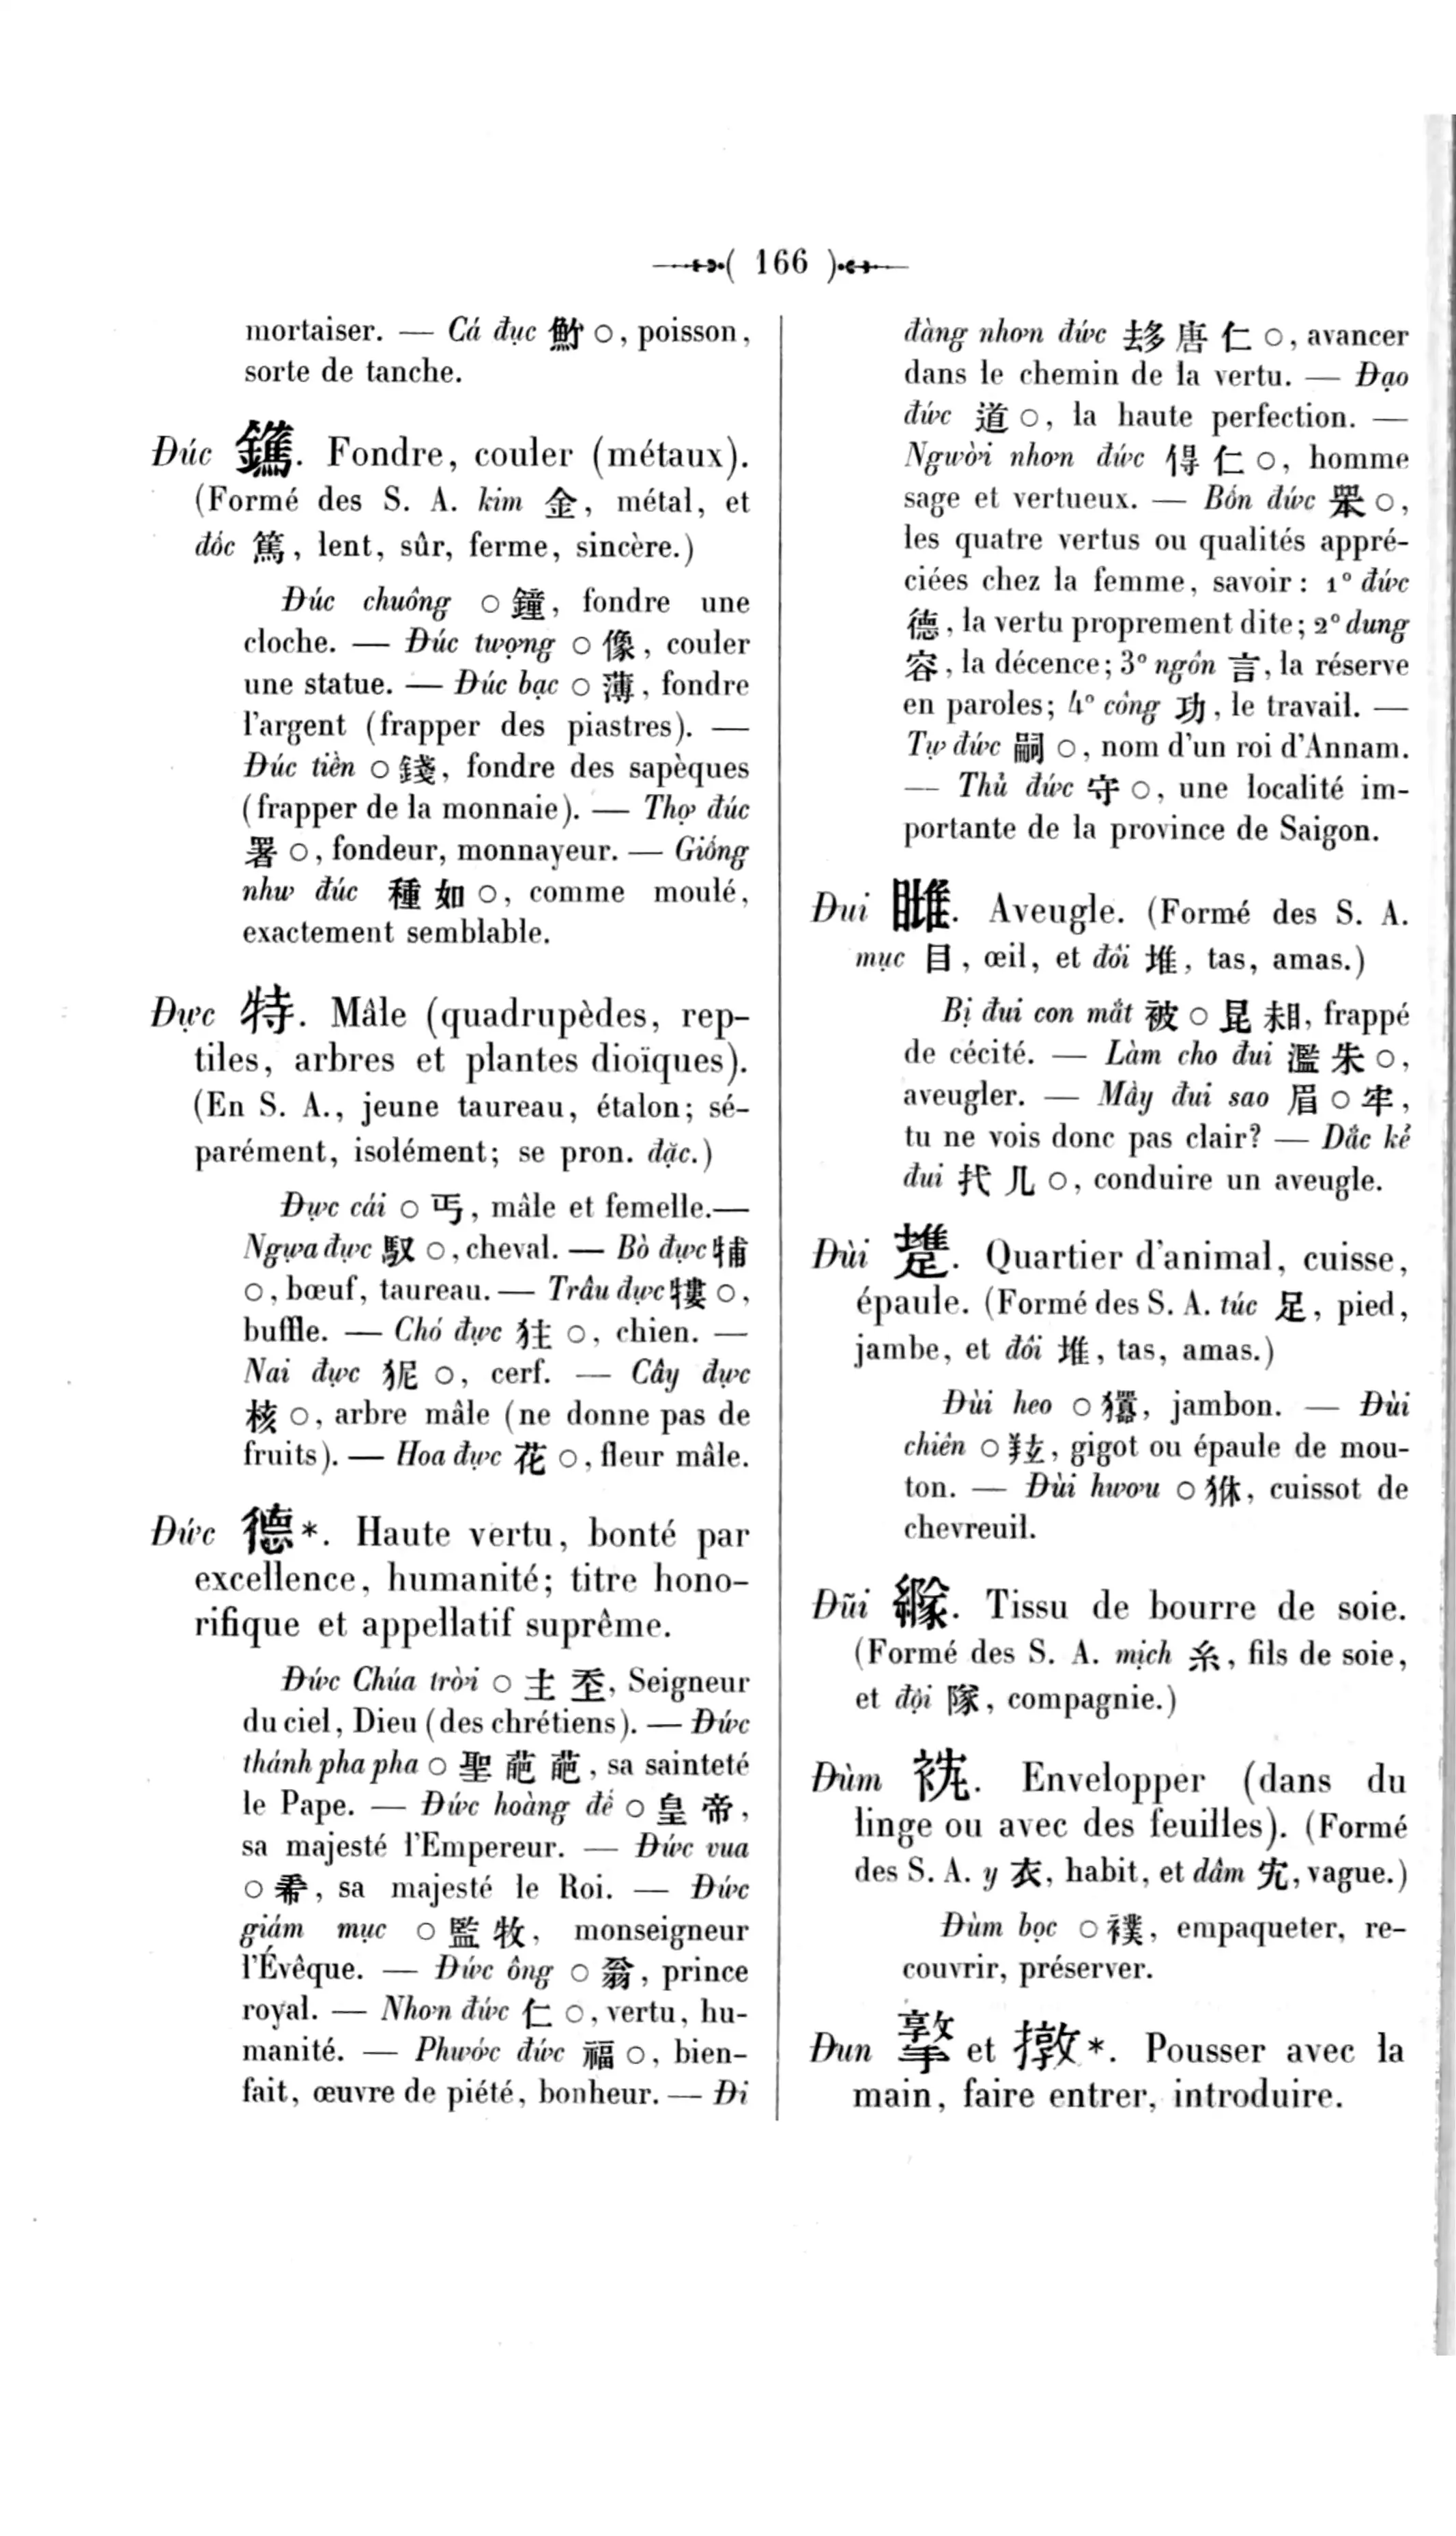 ( 166 )
mortaiser. — Cá đục ○, poisson,
sorte de tanche.
Đúc 鐫. Fondre, couler (métaux).
(Formé des S. A. kim 金, métal, et
đốc 篤, lent, sûr, ferme, sincère.)
Đúc chuông ○ 鐘, fondre une
cloche. — Đúc tượng ○ 像, couler
une statue. — Đúc bạc ○ 薄, fondre
l'argent (frapper des piastres). —
Đúc tiền ○ 錢, fondre des sapèques
(frapper de la monnaie). — Thợ đúc
署 ○, fondeur, monnayeur. — Giống
như đúc 種 如 ○, comme moulé,
exactement semblable.
Đực 特. Mâle (quadrupèdes, rep-
tiles, arbres et plantes dioïques).
(En S. A., jeune taureau, étalon; sé-
parément, isolément; se pron. đặc.)
Đực cái ○ 丐, mâle et femelle.—
Ngựa đực 馭 ○, cheval. — Bò đực
○, bœuf, taureau. — Trâu đực ○,
buffle. — Chó đực ○, chien. —
Nai đực 狔 ○, cerf. — Cây đực
核 ○, arbre mâle (ne donne pas de
fruits). — Hoa đực 花 ○, fleur mâle.
Đức 德*. Haute vertu, bonté par
excellence, humanité; titre hono-
rifique et appellatif suprême.
Đức Chúa trời ○ 主, Seigneur
du ciel, Dieu (des chrétiens). — Đức
thánh pha pha ○ 聖 葩 葩, sa sainteté
le Pape. — Đức hoàng đế ○ 皇 帝,
sa majesté l'Empereur. — Đức vua
○, sa majesté le Roi. — Đức
giám mục ○ 監 牧, monseigneur
l'Évêque. — Đức ông ○ 翁, prince
royal. — Nhơn đức 仁 ○, vertu, hu-
manité. — Phước đức 福 ○, bien-
fait, œuvre de piété, bonheur. — Đi
đàng nhơn đức 唐 仁 ○, avancer
dans le chemin de la vertu. — Đạo
đức 道 ○, la haute perfection. —
Người nhơn đức 仁 ○, homme
sage et vertueux. — Bốn đức ○,
les quatre vertus ou qualités appré-
ciées chez la femme, savoir: 1° đức
德, la vertu proprement dite; 2° dung
容, la décence; 3° ngôn 言, la réserve
en paroles; 4° công 功, le travail. —
Tự đức 嗣 ○, nom d'un roi d'Annam.
— Thủ đức 守 ○, une localité im-
portante de la province de Saigon.
Đui 睢. Aveugle. (Formé des S. A.
mục 目, œil, et đôi 堆, tas, amas.)
Bị đui con mắt 被 ○ 昆, frappé
de cécité. — Làm cho đui 濫 朱 ○,
aveugler. — Mầy đui sao 眉 ○ 牢,
tu ne vois donc pas clair? — Dắc kẻ
đui 几 ○, conduire un aveugle.
Đùi. Quartier d'animal, cuisse,
épaule. (Formé des S. A. túc 足, pied,
jambe, et đôi 堆, tas, amas.)
Đùi heo ○, jambon. — Đùi
chiên ○, gigot ou épaule de mou-
ton. — Đùi hươu ○, cuissot de
chevreuil.
Đũi. Tissu de bourre de soie.
(Formé des S. A. mịch 糸, fils de soie,
et đội 隊, compagnie.)
Đùm. Envelopper (dans du
linge ou avec des feuilles). (Formé
des S. A. y 衣, habit, et dâm 冘, vague.)
Đùm bọc ○ 襆, empaqueter, re-
couvrir, préserver.
Đun et 撴*. Pousser avec la
main, faire entrer, introduire.